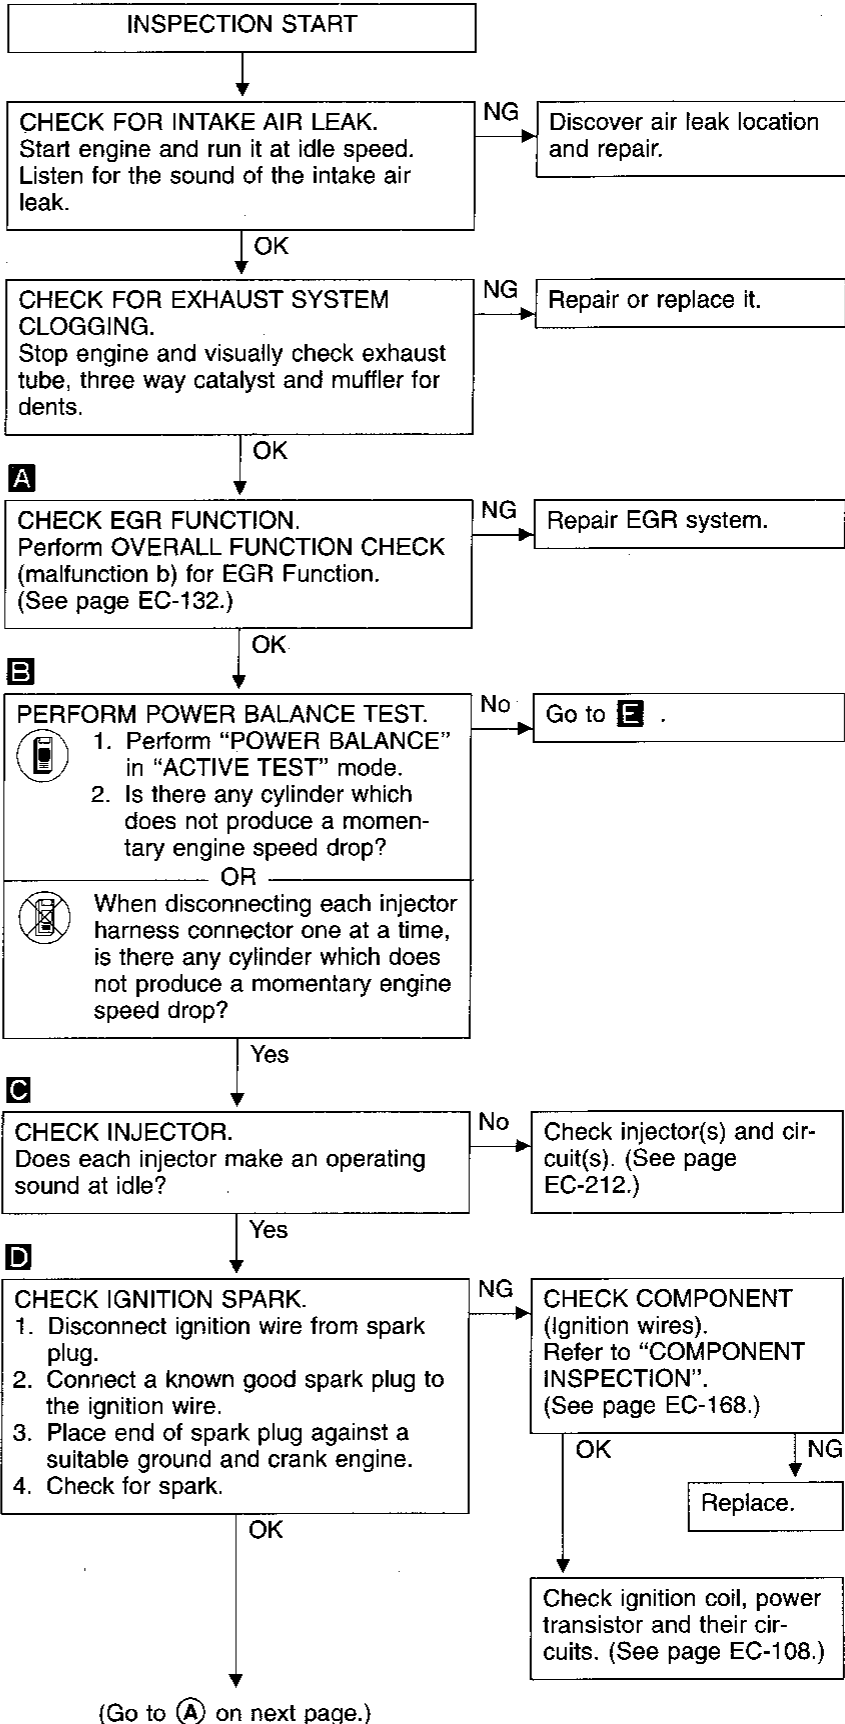 INSPECTION START
CHECK FOR INTAKE AIR LEAK.
Start engine and run it at idle speed.
Listen for the sound of the intake air
leak.
NG
Discover air leak location
and repair.
OK
CHECK FOR EXHAUST SYSTEM
CLOGGING.
Stop engine and visually check exhaust
tube, three way catalyst and muffler for
dents.
NG
Repair or replace it.
OK
A
CHECK EGR FUNCTION.
Perform OVERALL FUNCTION CHECK
(malfunction b) for EGR Function.
(See page EC-132.)
NG
Repair EGR system.
OK
B
PERFORM POWER BALANCE TEST.
1. Perform “POWER BALANCE”
in “ACTIVE TEST” mode.
2. Is there any cylinder which
does not produce a momen-
tary engine speed drop?
OR
When disconnecting each injector
harness connector one at a time,
is there any cylinder which does
not produce a momentary engine
speed drop?
No
Go to E .
Yes
C
CHECK INJECTOR.
Does each injector make an operating
sound at idle?
No
Check injector(s) and cir-
cuit(s). (See page
EC-212.)
Yes
D
CHECK IGNITION SPARK.
1. Disconnect ignition wire from spark
plug.
2. Connect a known good spark plug to
the ignition wire.
3. Place end of spark plug against a
suitable ground and crank engine.
4. Check for spark.
NG
CHECK COMPONENT
(Ignition wires).
Refer to “COMPONENT
INSPECTION”.
(See page EC-168.)
OK
NG
Replace.
Check ignition coil, power
transistor and their cir-
cuits. (See page EC-108.)
OK
(Go to A on next page.)